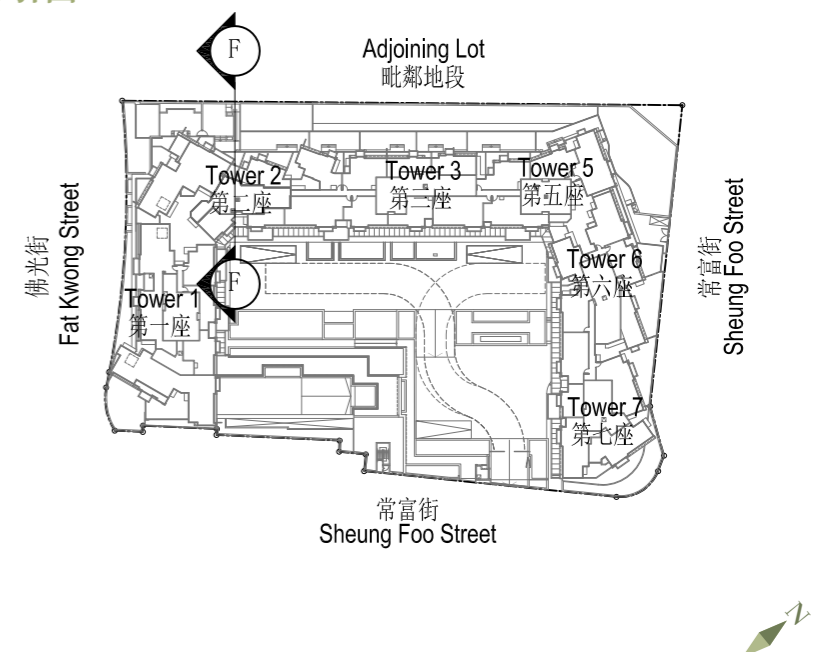 F
Adjoining Lot
毗鄰地段
Tower 2
第二座
Tower 3
第三座
Tower 5
第五座
佛光街
Fat Kwong Street
常富街
Sheung Foo Street
Tower 6
第六座
F
Tower 1
第一座
Tower 7
第七座
常富街
Sheung Foo Street
N